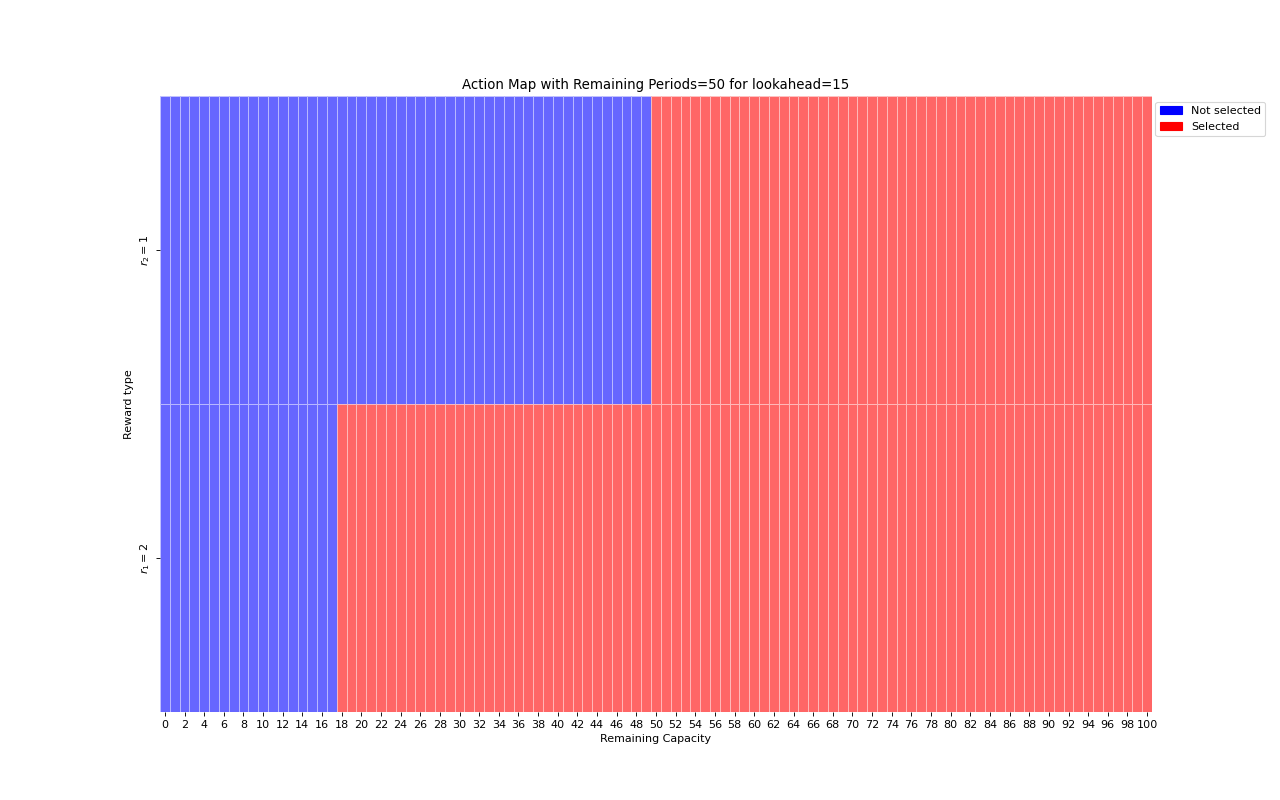 Action Map with Remaining Periods=50 for lookahead=15
Not selected
Selected
r₂ = 1
Reward type
r₁ = 2
0 2 4 6 8 10 12 14 16 18 20 22 24 26 28 30 32 34 36 38 40 42 44 46 48 50 52 54 56 58 60 62 64 66 68 70 72 74 76 78 80 82 84 86 88 90 92 94 96 98 100
Remaining Capacity